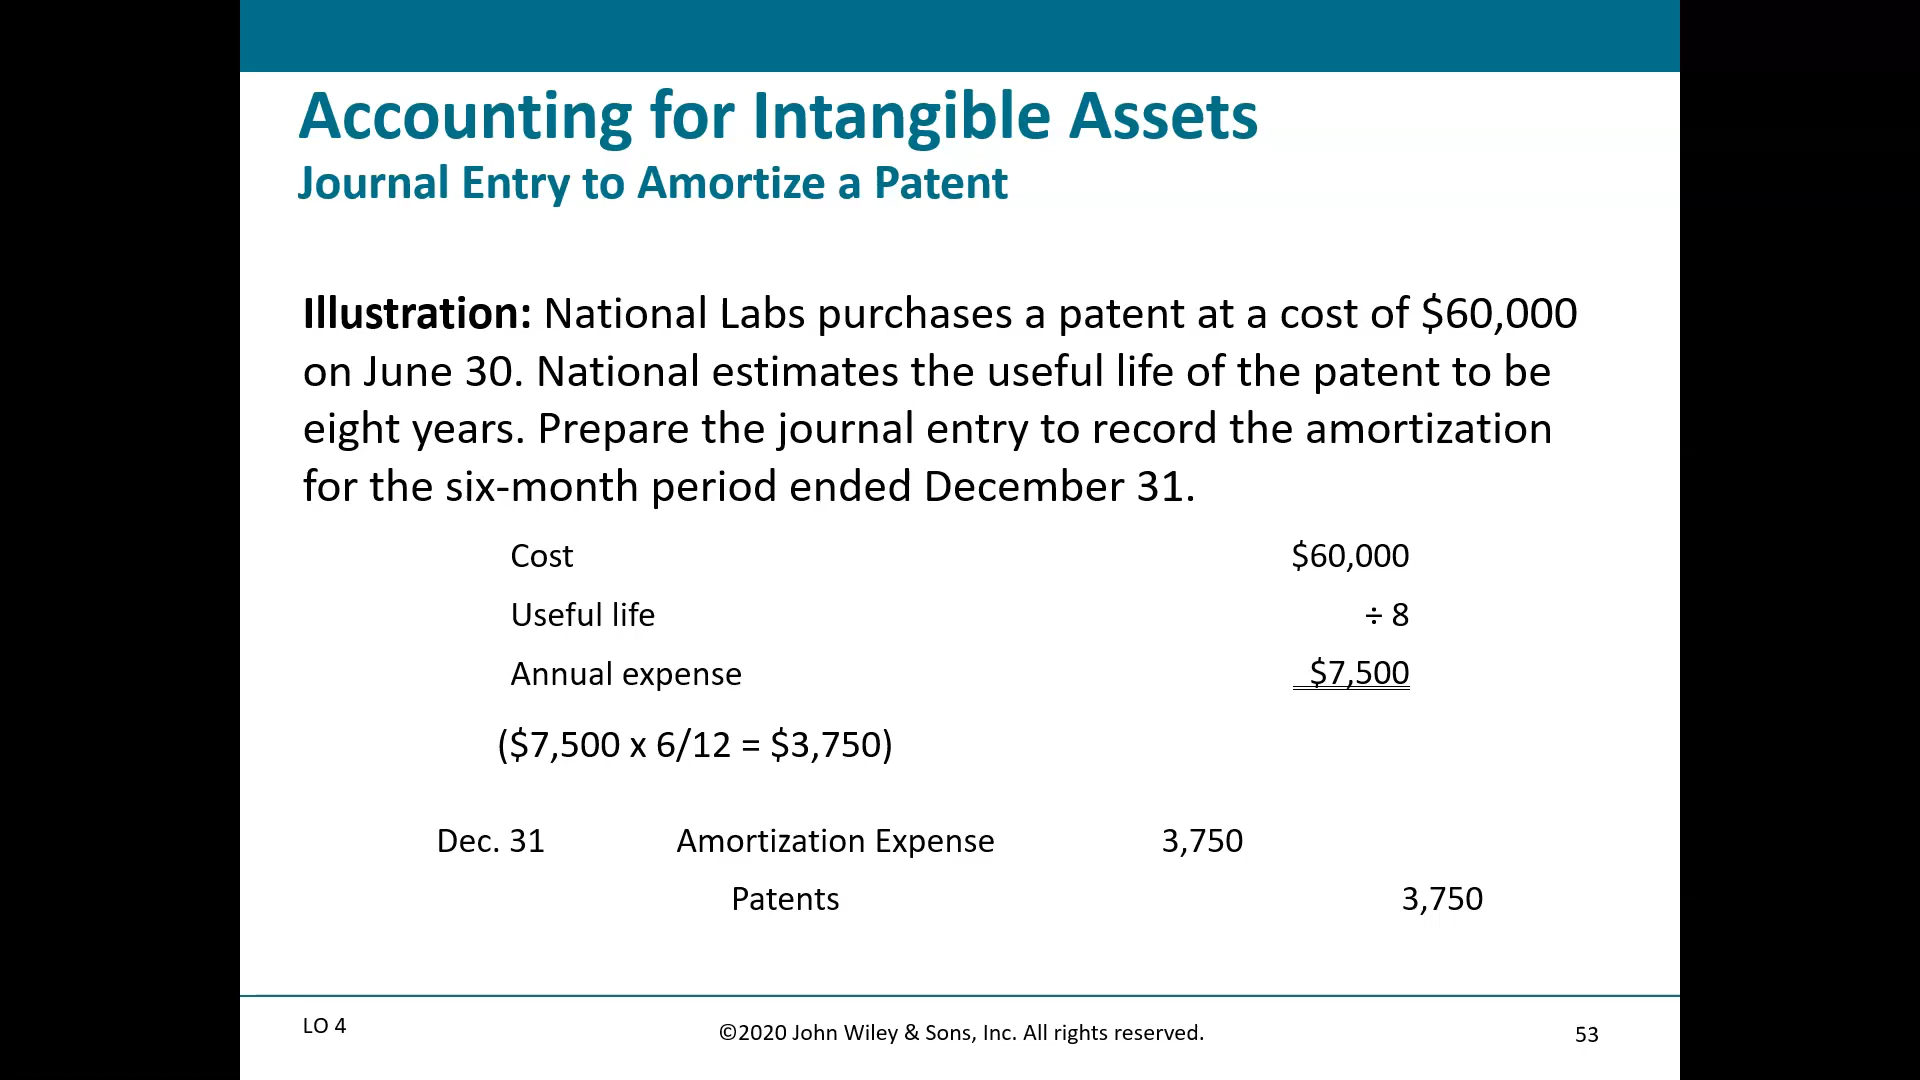 Accounting for Intangible Assets
Journal Entry to Amortize a Patent
Illustration: National Labs purchases a patent at a cost of $60,000
on June 30. National estimates the useful life of the patent to be
eight years. Prepare the journal entry to record the amortization
for the six-month period ended December 31.
Cost $60,000
Useful life ÷ 8
Annual expense $7,500
($7,500 x 6/12 = $3,750)
Dec. 31 Amortization Expense 3,750
Patents 3,750
LO 4 ©2020 John Wiley & Sons, Inc. All rights reserved. 53